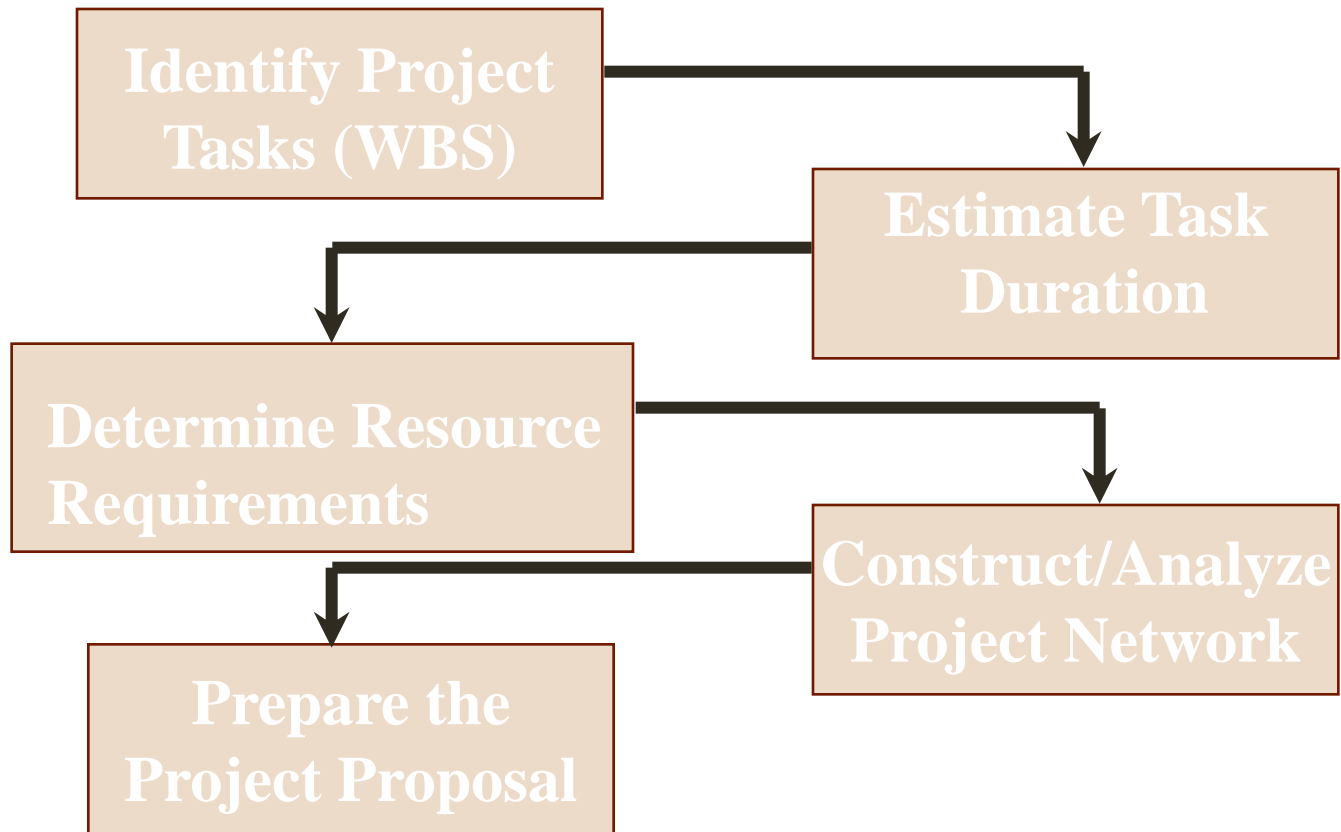 Identify Project
Tasks (WBS)
Estimate Task
Duration
Determine Resource
Requirements
Construct/Analyze
Project Network
Prepare the
Project Proposal